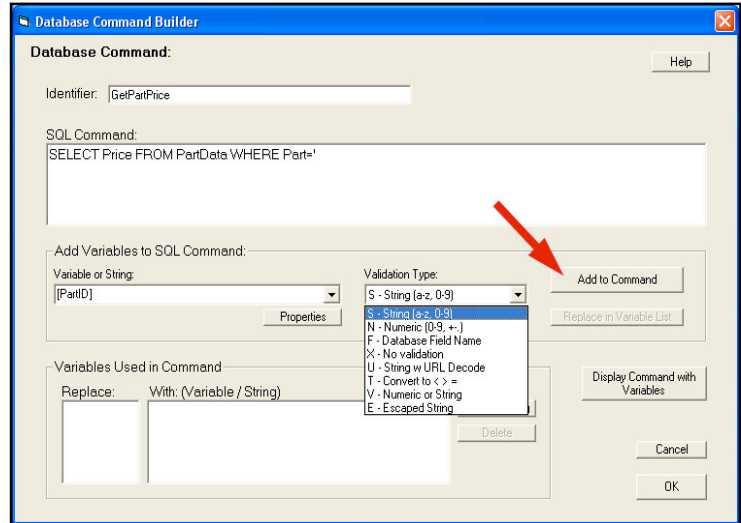 Database Command Builder
Database Command:
Help
Identifier: GetPartPrice
SQL Command:
SELECT Price FROM PartData WHERE Part='
Add Variables to SQL Command:
Variable or String:
Validation Type:
[PartID]
S - String (a-z, 0-9)
Add to Command
Properties
Replace in Variable List
S - String (a-z, 0-9)
N - Numeric (0-9, +-.)
F - Database Field Name
X - No validation
U - String w URL Decode
T - Convert to < > =
V - Numeric or String
E - Escaped String
Variables Used in Command
Replace:
With: (Variable / String)
Display Command with
Variables
Delete
Cancel
OK